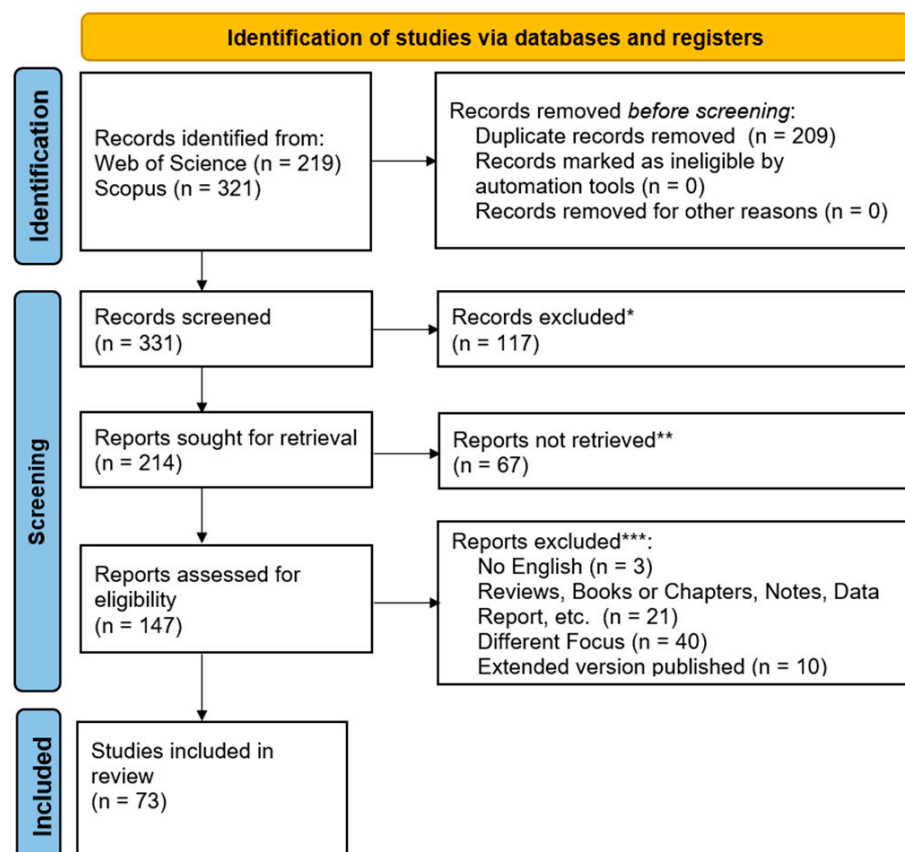 Identification of studies via databases and registers
Identification
Records identified from:
Web of Science (n = 219)
Scopus (n = 321)
Records removed before screening:
Duplicate records removed  (n = 209)
Records marked as ineligible by
automation tools (n = 0)
Records removed for other reasons (n = 0)
Screening
Records screened
(n = 331)
Records excluded*
(n = 117)
Reports sought for retrieval
(n = 214)
Reports not retrieved**
(n = 67)
Reports assessed for
eligibility
(n = 147)
Reports excluded***:
No English (n = 3)
Reviews, Books or Chapters, Notes, Data
Report, etc.  (n = 21)
Different Focus (n = 40)
Extended version published (n = 10)
Included
Studies included in
review
(n = 73)